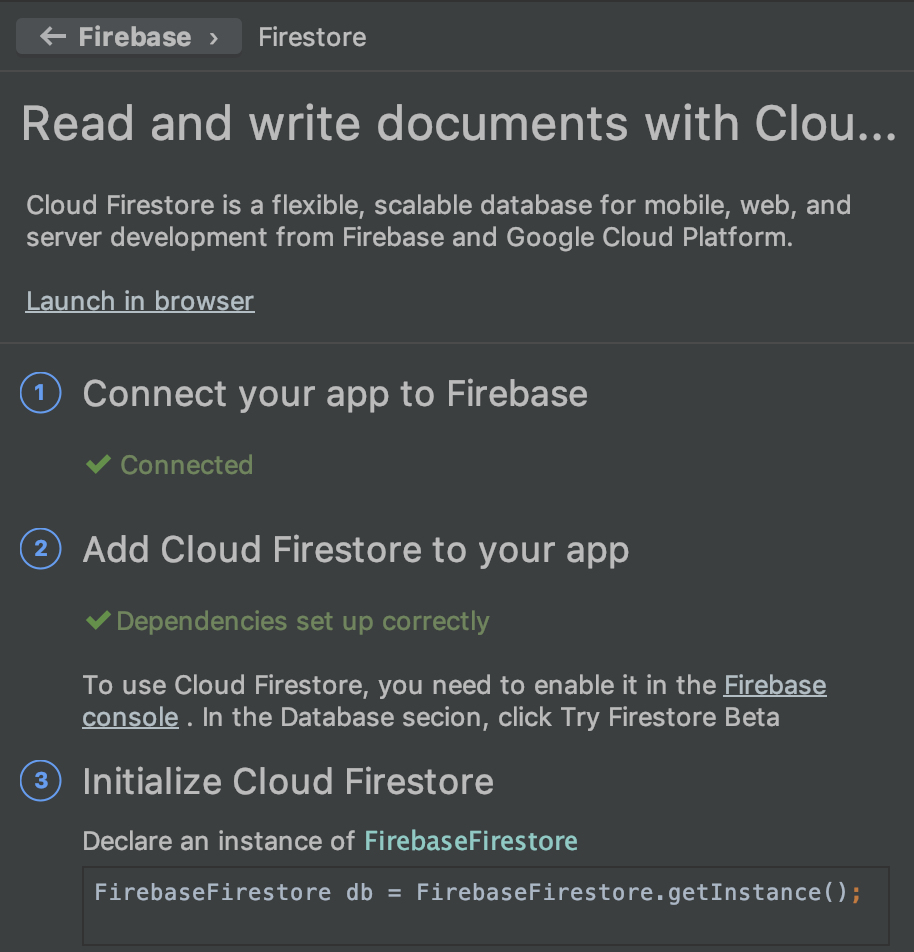 ← Firebase › Firestore
Read and write documents with Clou...
Cloud Firestore is a flexible, scalable database for mobile, web, and
server development from Firebase and Google Cloud Platform.
Launch in browser
1 Connect your app to Firebase
✔ Connected
2 Add Cloud Firestore to your app
✔ Dependencies set up correctly
To use Cloud Firestore, you need to enable it in the Firebase
console . In the Database secion, click Try Firestore Beta
3 Initialize Cloud Firestore
Declare an instance of FirebaseFirestore
FirebaseFirestore db = FirebaseFirestore.getInstance();